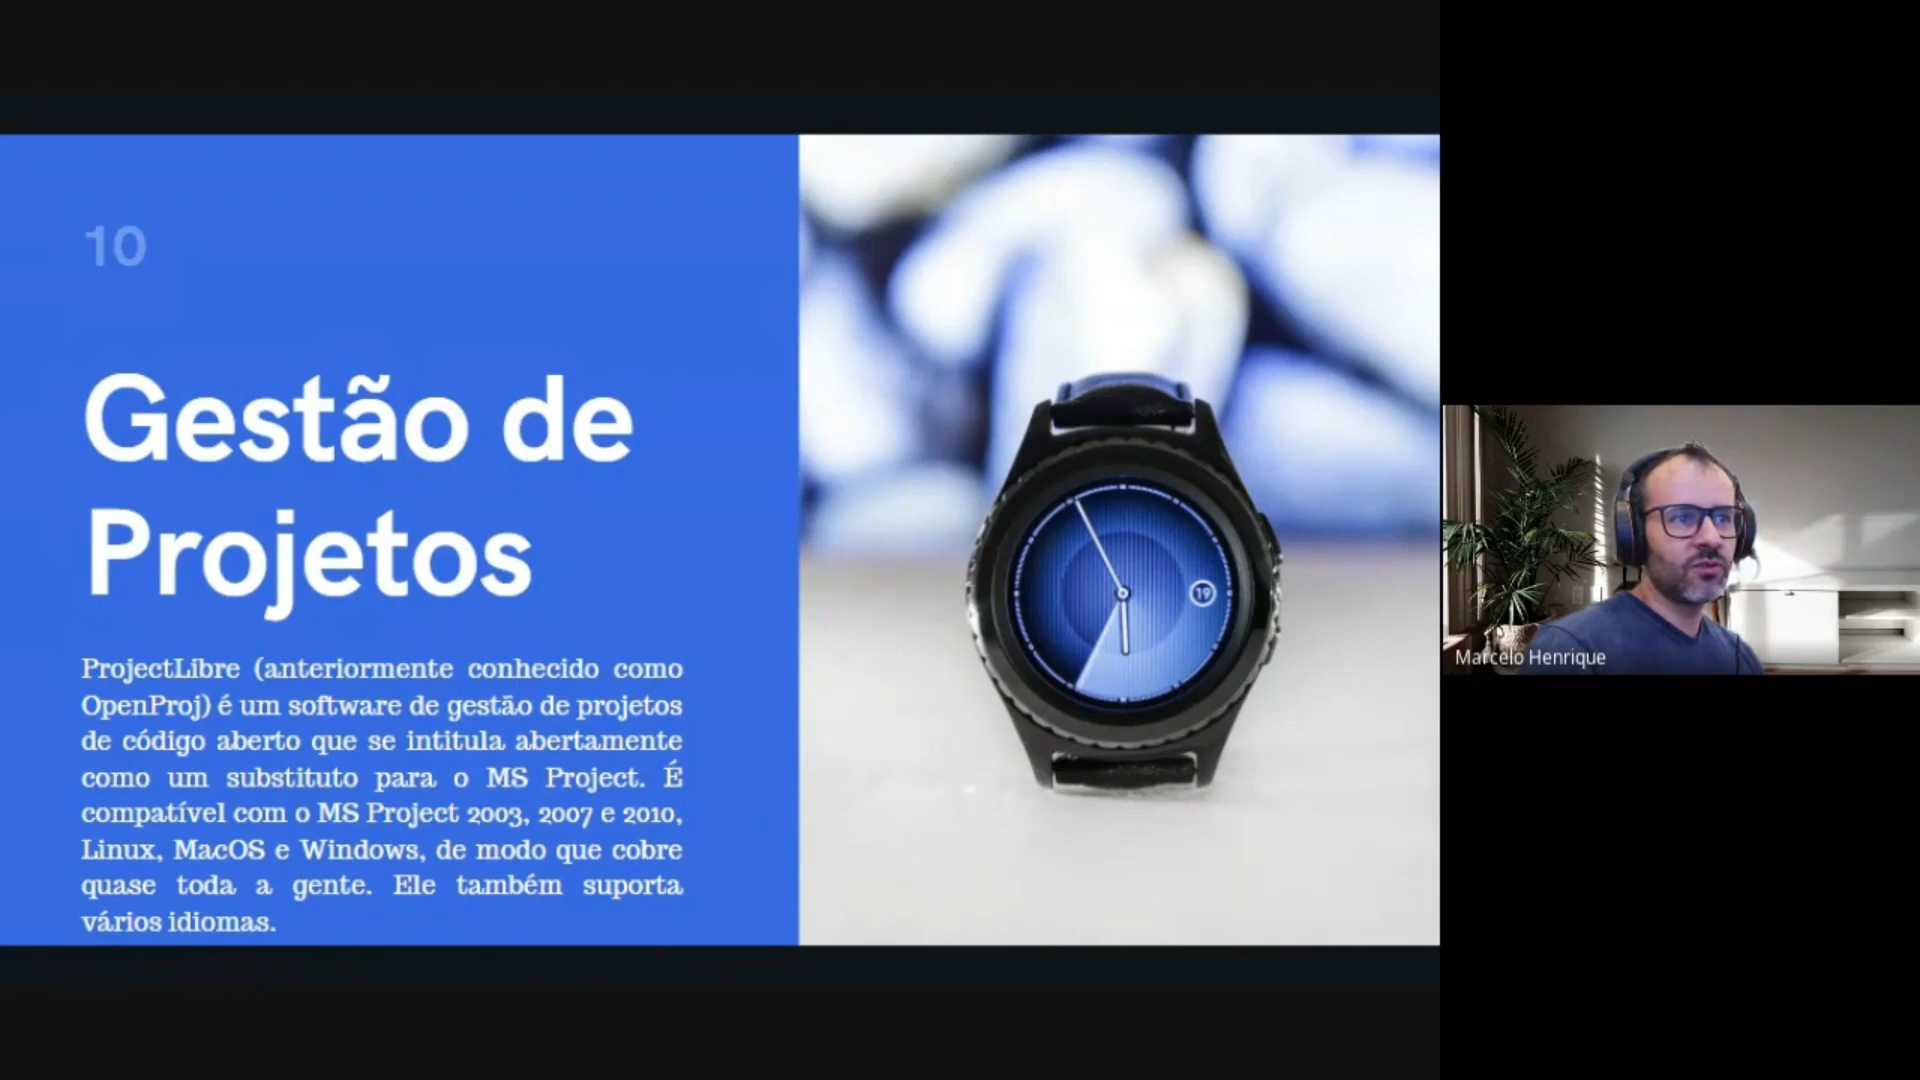 10
Gestão de
Projetos
ProjectLibre (anteriormente conhecido como
OpenProj) é um software de gestão de projetos
de código aberto que se intitula abertamente
como um substituto para o MS Project. É
compatível com o MS Project 2003, 2007 e 2010,
Linux, MacOS e Windows, de modo que cobre
quase toda a gente. Ele também suporta
vários idiomas.
19
Marcelo Henrique